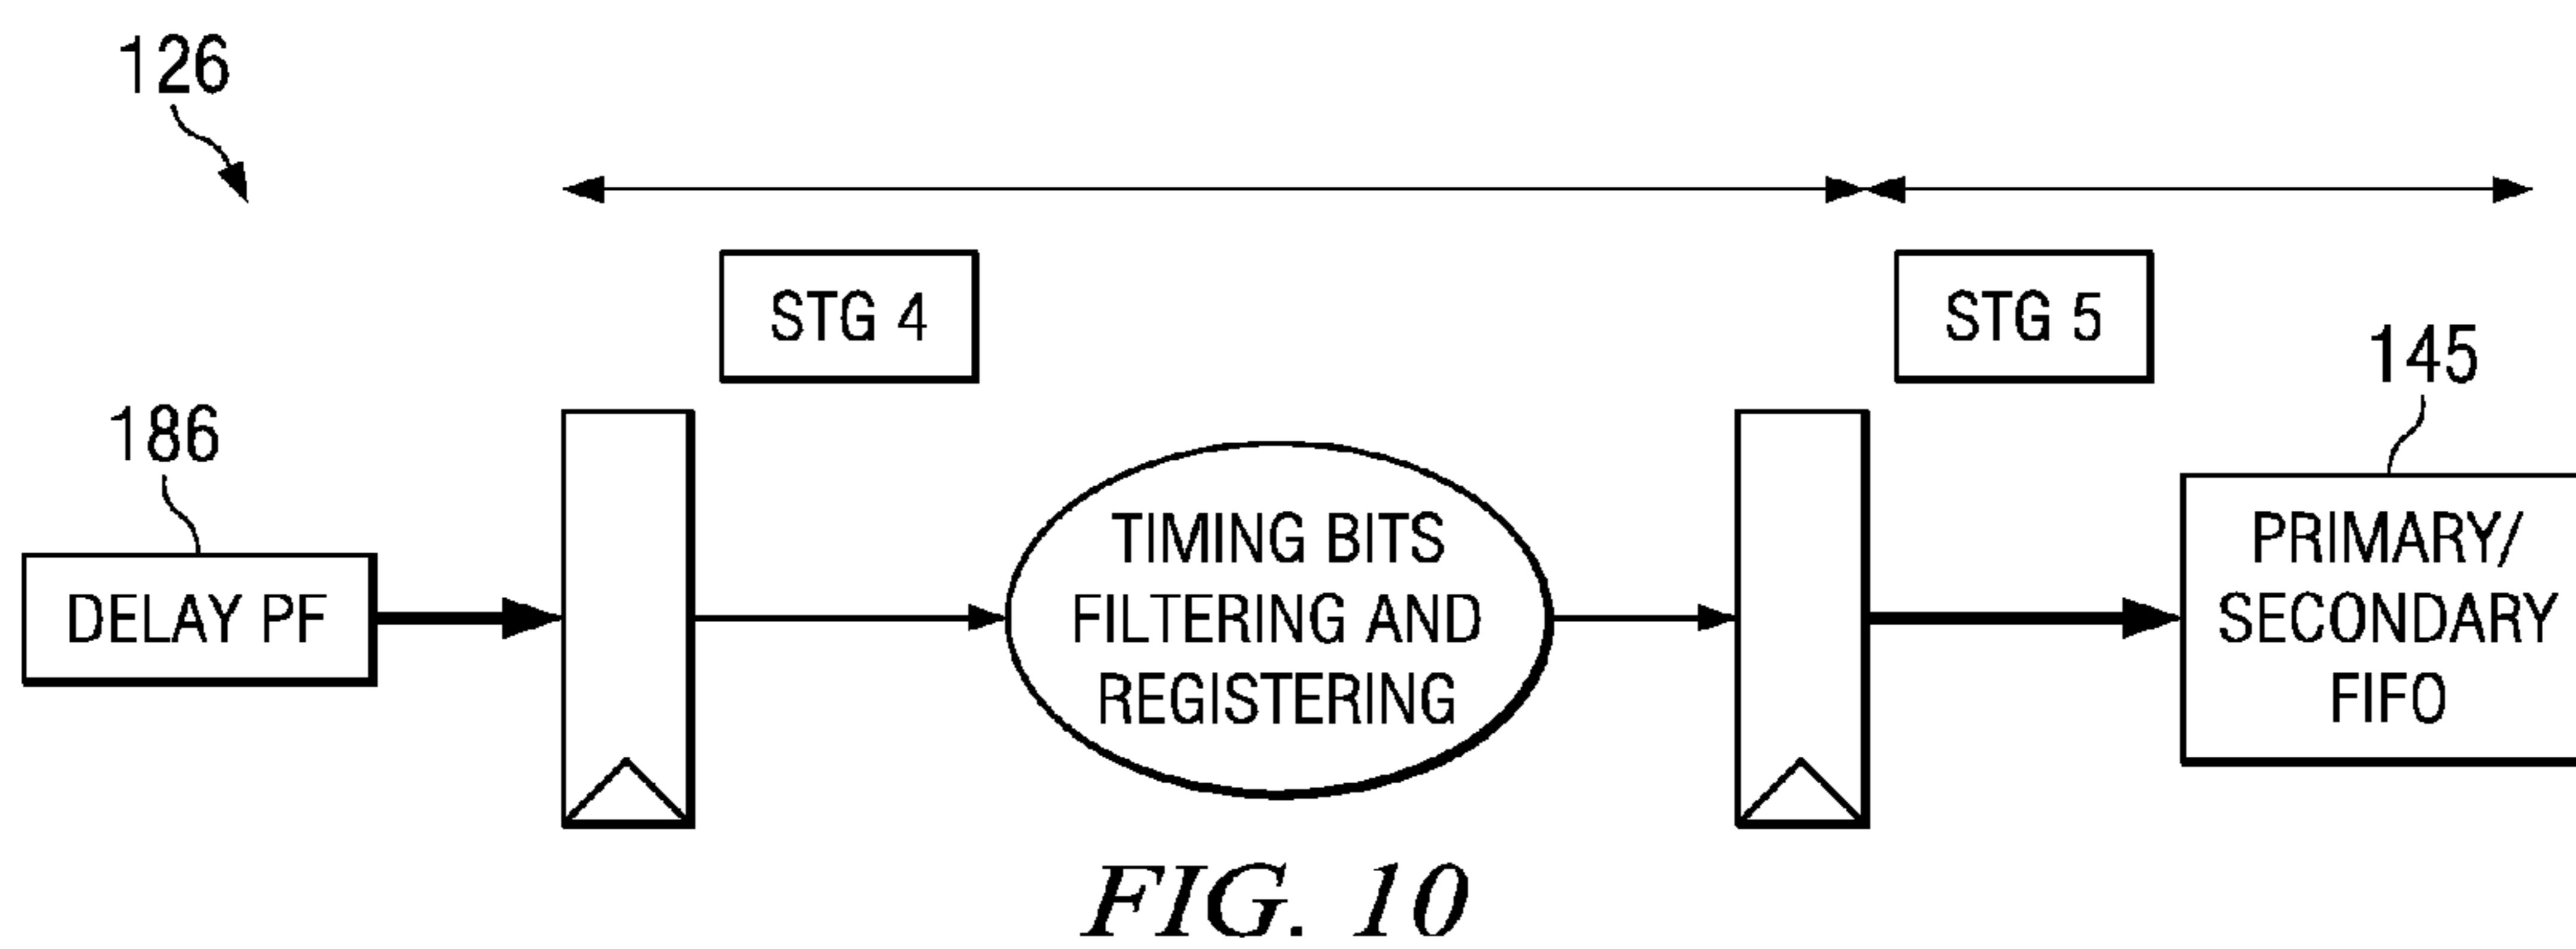 126
STG 4
STG 5
145
186
DELAY PF
TIMING BITS
FILTERING AND
REGISTERING
PRIMARY/
SECONDARY
FIFO
FIG. 10